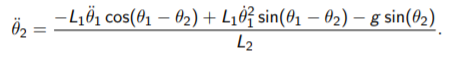 θ̈₂ = (−L₁θ̈₁ cos(θ₁ − θ₂) + L₁θ̇₁² sin(θ₁ − θ₂) − g sin(θ₂)) / L₂.